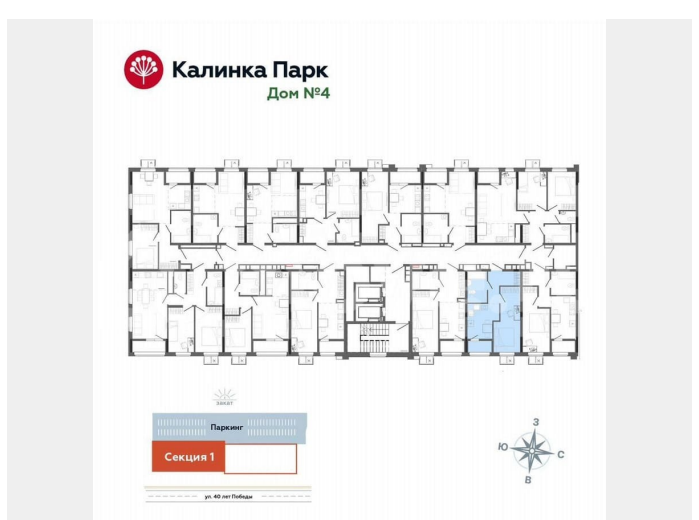 Калинка Парк
Дом №4
закат
Паркинг
Секция 1
ул. 40 лет Победы
З
Ю
С
В